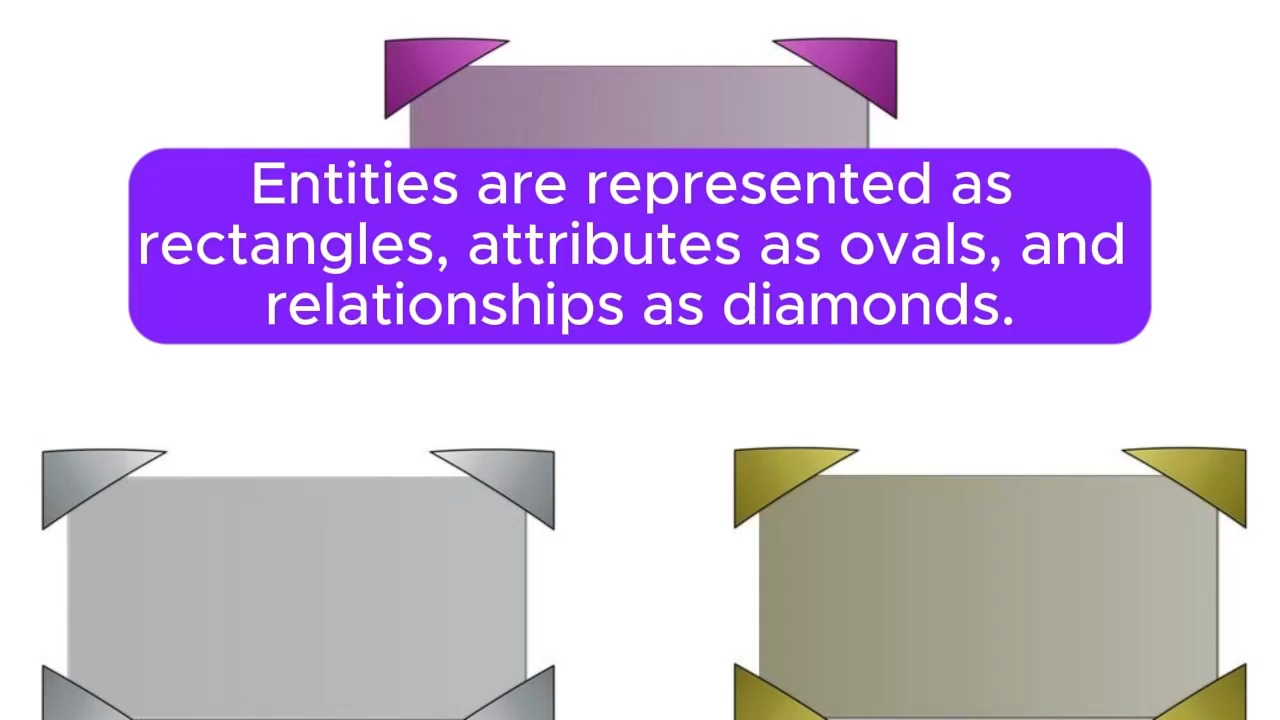 Entities are represented as
rectangles, attributes as ovals, and
relationships as diamonds.